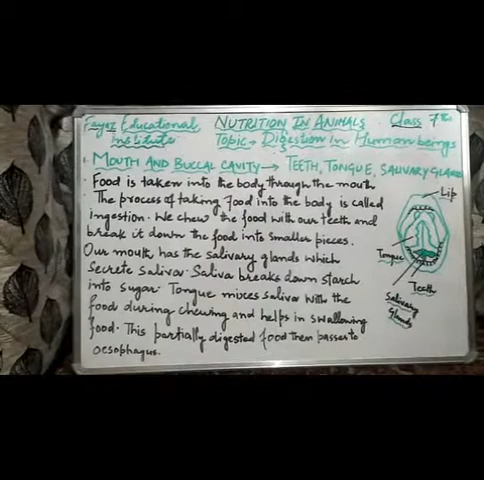 Fayaz Educational Institute
NUTRITION IN ANIMALS
Class 7th
Topic → Digestion in Human beings
MOUTH AND BUCCAL CAVITY → TEETH, TONGUE, SALIVARY GLANDS
Food is taken into the body through the mouth
The process of taking food into the body is called
ingestion. We chew the food with our teeth and
break it down the food into smaller pieces.
Our mouth has the salivary glands which
Secrete saliva. Saliva breaks down starch
into sugar. Tongue mixes saliva with the
food during chewing and helps in swallowing
food. This partially digested food then passes to
oesophagus.
Lip
Tongue
Teeth
Salivary
Glands